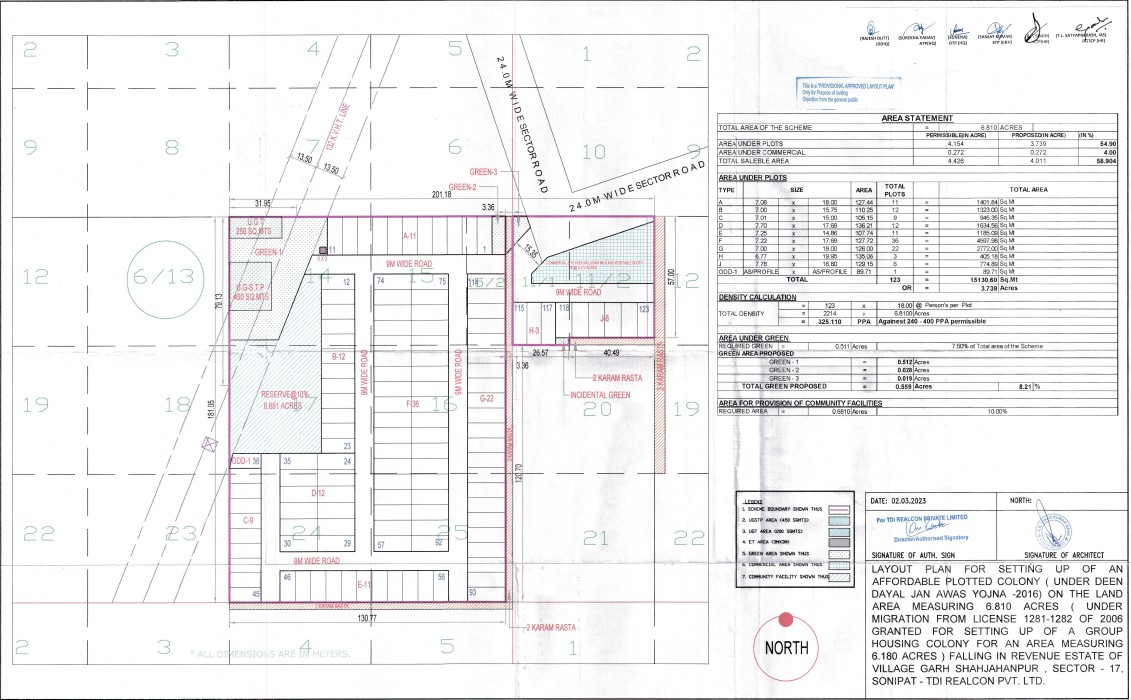 (RAJESH DUTT)
JD(HQ)
(SUREKHA YADAV)
ATP(HQ)
(SUNENA)
DTP (HQ)
(SANJAY KUMAR)
STP (E&V)
CTP(HR)
(T.L. SATYAPRAKASH, IAS)
DGTCP (HR)
This is a "PROVISIONAL APPROVED LAYOUT PLAN"
Only for Purpose of Inviting
Objection from the general public
2 3 4 5 1 2
9 8 7 6 10 9
132 K.V.H.T. LINE
13.50
13.50
24.0M WIDE SECTOR ROAD
24.0M WIDE SECTOR ROAD
GREEN-3
GREEN-2
201.18
31.95
3.36
U.G.T
250 SQ.MTS
GREEN-1
A-11
11
1
3X3
15.35
57.00
9M WIDE ROAD
12 13 14 15
6/13
U.G-S.T.P
450 SQ.MTS
79.13
12
74
75
9M WIDE ROAD
115
117
118
123
H-3
J-6
26.57
40.49
3.36
B-12
9M WIDE ROAD
9M WIDE ROAD
2 KARAM RASTA
INCIDENTAL GREEN
3 KARAM RASTA
RESERVE@10%
0.681 ACRES
F-36
G-22
19 18 17 16 20 19
181.05
23
ODD-1
36
35
24
D-12
120.70
C-9
22 23 24 25 21 22
30
29
57
92
9M WIDE ROAD
46
56
E-11
45
93
2 KARAM RASTA
130.77
2 KARAM RASTA
2 3 4 5 1 2
* ALL DIMENSIONS ARE IN METERS.
AREA STATEMENT
TOTAL AREA OF THE SCHEME = 6.810 ACRES
PERMISSIBLE(IN ACRE) PROPOSED(IN ACRE) (IN %)
AREA UNDER PLOTS 4.154 3.739 54.90
AREA UNDER COMMERCIAL 0.272 0.272 4.00
TOTAL SALEBLE AREA 4.426 4.011 58.904
AREA UNDER PLOTS
TYPE SIZE AREA TOTAL PLOTS TOTAL AREA
A 7.08 x 18.00 127.44 11 = 1401.84 Sq.Mt
B 7.00 x 15.75 110.25 12 = 1323.00 Sq.Mt
C 7.01 x 15.00 105.15 9 = 946.35 Sq.Mt
D 7.70 x 17.69 136.21 12 = 1634.56 Sq.Mt
E 7.25 x 14.86 107.74 11 = 1185.09 Sq.Mt
F 7.22 x 17.69 127.72 36 = 4597.98 Sq.Mt
G 7.00 x 18.00 126.00 22 = 2772.00 Sq.Mt
H 6.77 x 19.95 135.06 3 = 405.18 Sq.Mt
J 7.78 x 16.60 129.15 6 = 774.89 Sq.Mt
ODD-1 AS/PROFILE x AS/PROFILE 89.71 1 = 89.71 Sq.Mt
TOTAL 123 = 15130.60 Sq.Mt
OR = 3.739 Acres
DENSITY CALCULATION
= 123 x 18.00 @ Person's per Plot
TOTAL DENSITY = 2214 ÷ 6.8100 Acres
= 325.110 PPA Againest 240 - 400 PPA permissible
AREA UNDER GREEN
REQUIRED GREEN = 0.511 Acres 7.50% of Total area of the Scheme
GREEN AREA PROPOSED
GREEN - 1 = 0.512 Acres
GREEN - 2 = 0.028 Acres
GREEN - 3 = 0.019 Acres
TOTAL GREEN PROPOSED = 0.559 Acres 8.21 %
AREA FOR PROVISION OF COMMUNITY FACILITIES
REQUIRED AREA = 0.6810 Acres 10.00%
LEGEND
1. SCHEME BOUNDARY SHOWN THUS
2. UGSTP AREA (450 SQMTS)
3. UGT AREA (250 SQMTS)
4. ET AREA (3MX3M)
5. GREEN AREA SHOWN THUS
6. COMMERCIAL AREA SHOWN THUS
7. COMMUNITY FACILITY SHOWN THUS
NORTH
DATE: 02.03.2023
NORTH:
For TDI REALCON PRIVATE LIMITED
Director/Authorised Signatory
SIGNATURE OF AUTH. SIGN
SIGNATURE OF ARCHITECT
LAYOUT PLAN FOR SETTING UP OF AN
AFFORDABLE PLOTTED COLONY ( UNDER DEEN
DAYAL JAN AWAS YOJNA -2016) ON THE LAND
AREA MEASURING 6.810 ACRES ( UNDER
MIGRATION FROM LICENSE 1281-1282 OF 2006
GRANTED FOR SETTING UP OF A GROUP
HOUSING COLONY FOR AN AREA MEASURING
6.180 ACRES ) FALLING IN REVENUE ESTATE OF
VILLAGE GARH SHAHJAHANPUR , SECTOR - 17,
SONIPAT - TDI REALCON PVT. LTD.